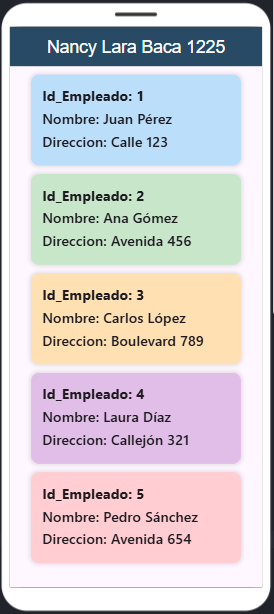 Nancy Lara Baca 1225
Id_Empleado: 1
Nombre: Juan Pérez
Direccion: Calle 123
Id_Empleado: 2
Nombre: Ana Gómez
Direccion: Avenida 456
Id_Empleado: 3
Nombre: Carlos López
Direccion: Boulevard 789
Id_Empleado: 4
Nombre: Laura Díaz
Direccion: Callejón 321
Id_Empleado: 5
Nombre: Pedro Sánchez
Direccion: Avenida 654